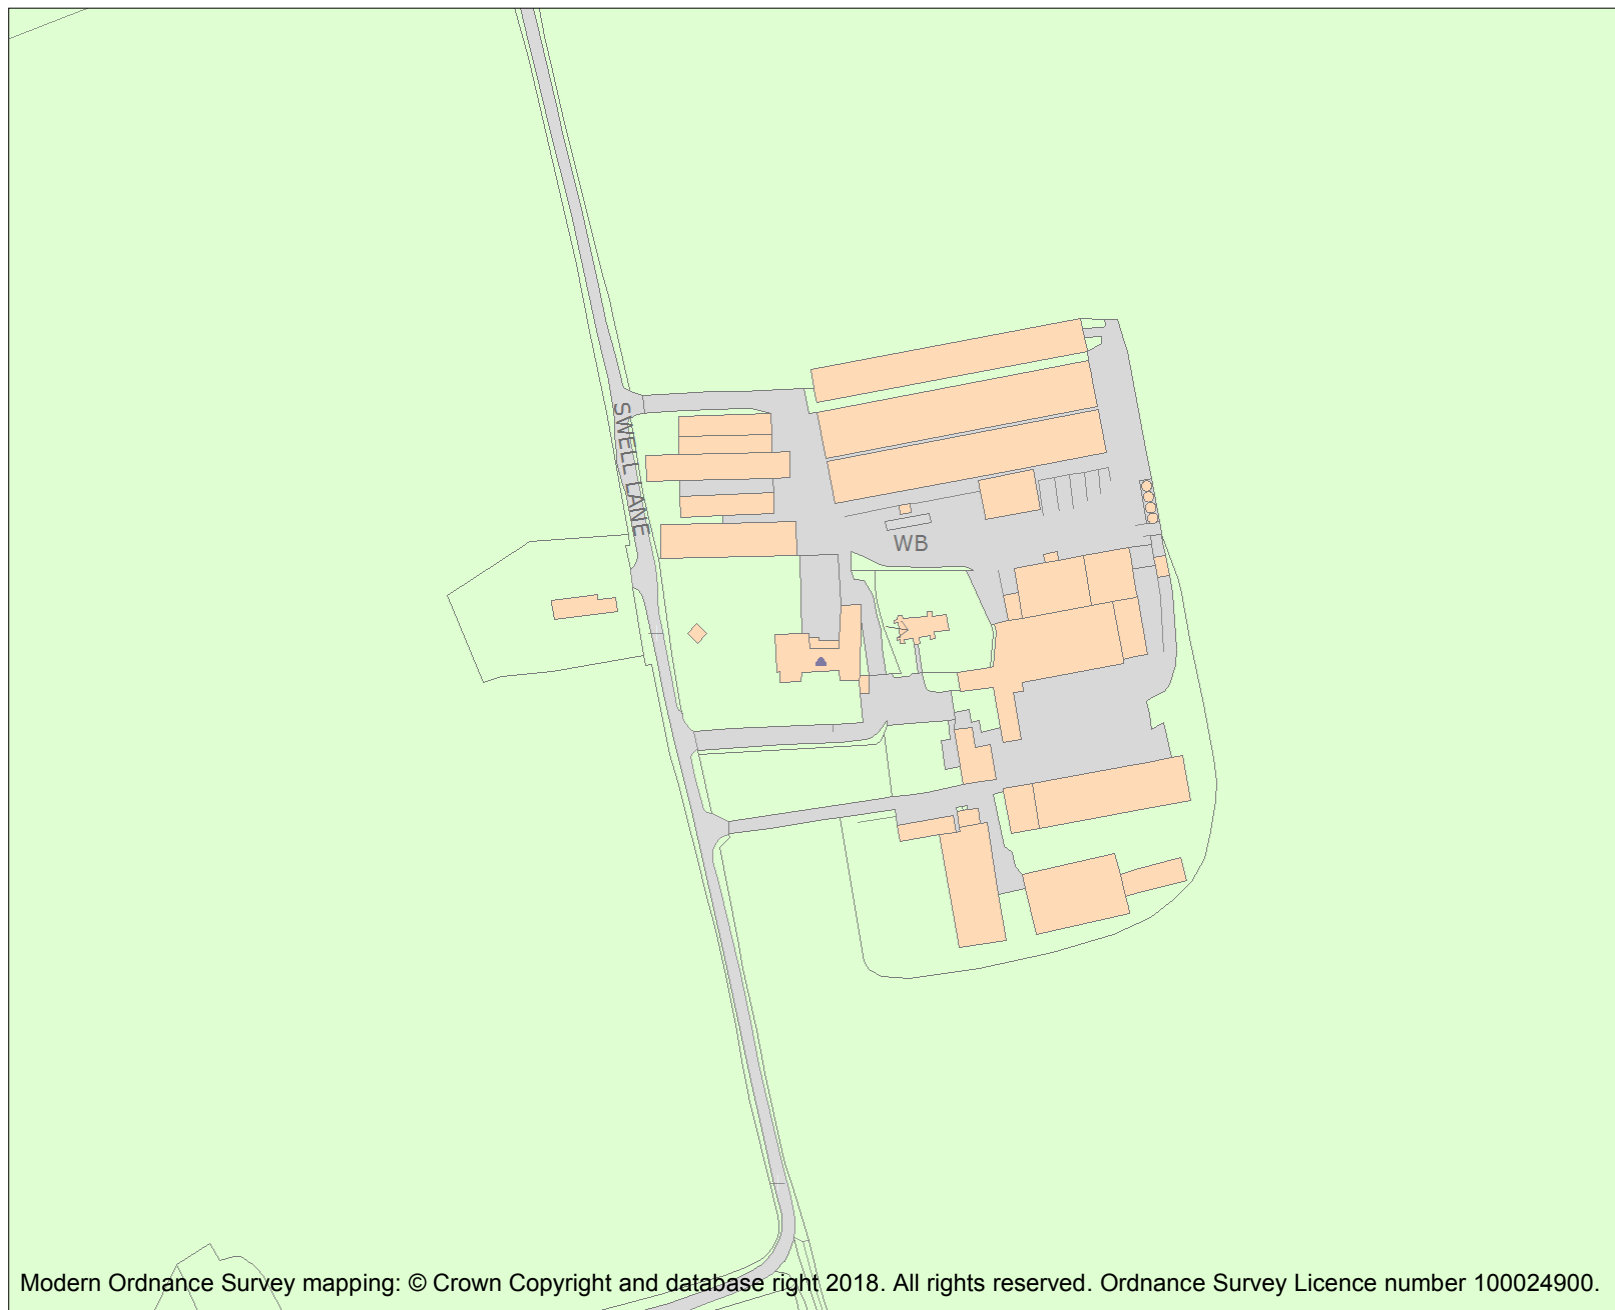 SWELL LANE
WB
Modern Ordnance Survey mapping: © Crown Copyright and database right 2018. All rights reserved. Ordnance Survey Licence number 100024900.